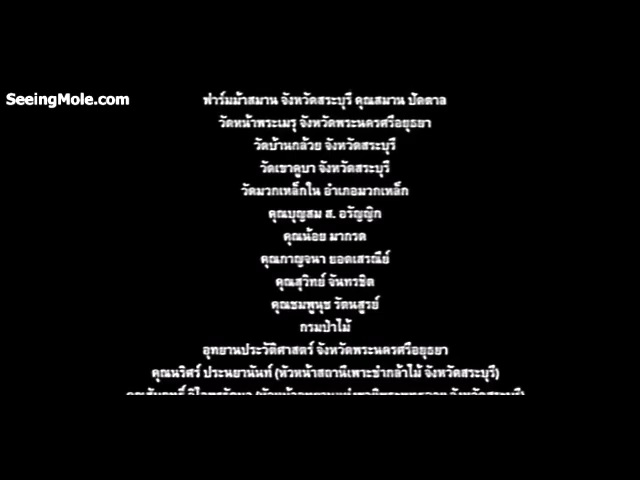 SeeingMole.com
ฟาร์มม้าสมาน จังหวัดสระบุรี คุณสมาน ปัดตาล
วัดหน้าพระเมรุ จังหวัดพระนครศรีอยุธยา
วัดบ้านกล้วย จังหวัดสระบุรี
วัดเขาคูบา จังหวัดสระบุรี
วัดมวกเหล็กใน อำเภอมวกเหล็ก
คุณบุญสม ส. อรัญญิก
คุณน้อย มากรด
คุณกาญจนา ยอดเสรณีย์
คุณสุวิทย์ จันทรชิต
คุณชมพูนุช รัตนสูรย์
กรมป่าไม้
อุทยานประวัติศาสตร์ จังหวัดพระนครศรีอยุธยา
คุณนริศร์ ประนยานันท์ (หัวหน้าสถานีเพาะชำกล้าไม้ จังหวัดสระบุรี)